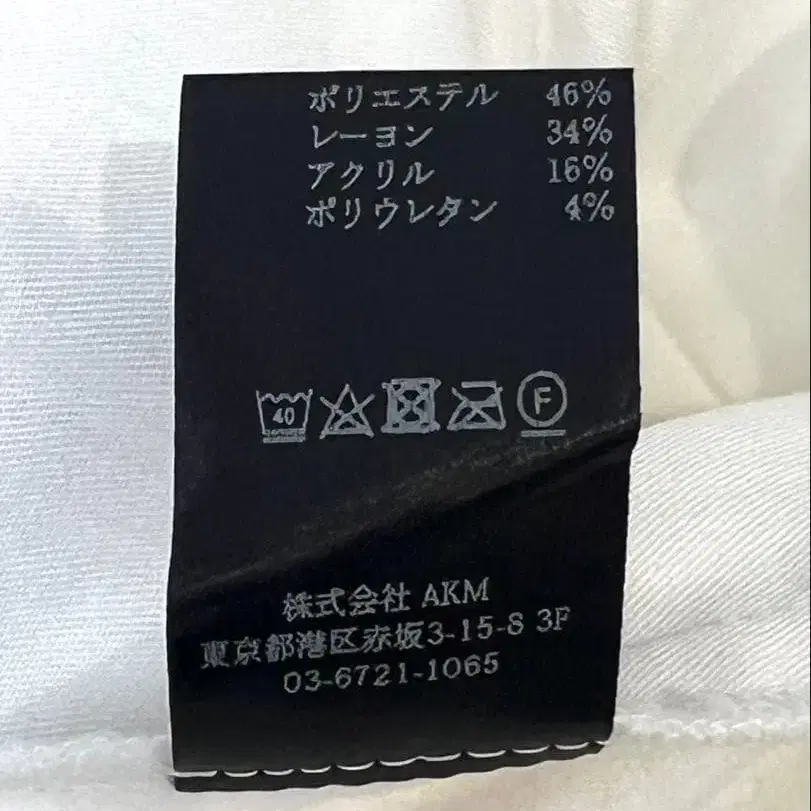 ポリエステル 46%
レーヨン 34%
アクリル 16%
ポリウレタン 4%
40 F
株式会社 AKM
東京都港区赤坂3-15-8 3F
03-6721-1065